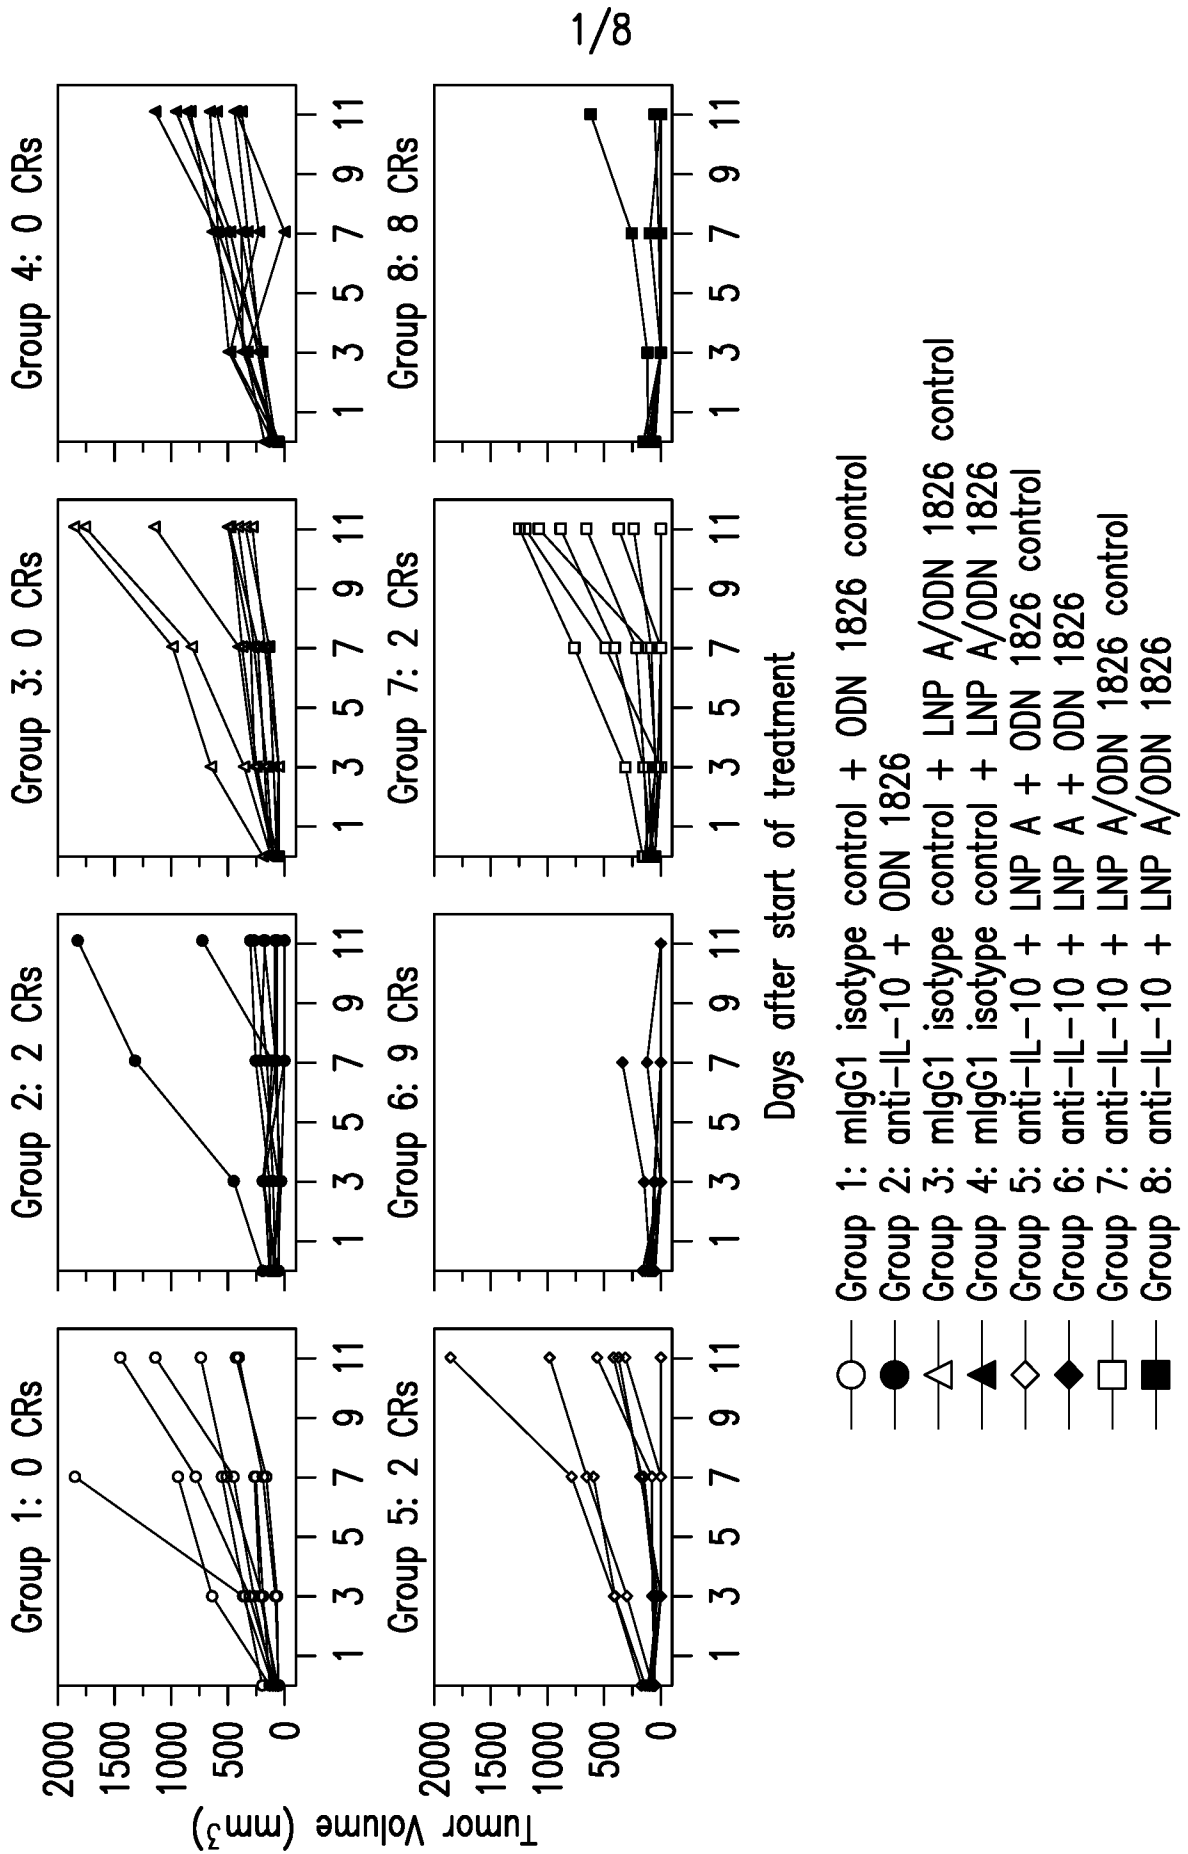 1/8
Group 1: 0 CRs
Group 2: 2 CRs
Group 3: 0 CRs
Group 4: 0 CRs
2000
1500
1000
500
0
1 3 5 7 9 11
1 3 5 7 9 11
1 3 5 7 9 11
1 3 5 7 9 11
Tumor Volume (mm3)
Group 5: 2 CRs
Group 6: 9 CRs
Group 7: 2 CRs
Group 8: 8 CRs
2000
1500
1000
500
0
1 3 5 7 9 11
1 3 5 7 9 11
1 3 5 7 9 11
1 3 5 7 9 11
Days after start of treatment
Group 1: mIgG1 isotype control + ODN 1826 control
Group 2: anti-IL-10 + ODN 1826
Group 3: mIgG1 isotype control + LNP A/ODN 1826 control
Group 4: mIgG1 isotype control + LNP A/ODN 1826
Group 5: anti-IL-10 + LNP A + ODN 1826 control
Group 6: anti-IL-10 + LNP A + ODN 1826
Group 7: anti-IL-10 + LNP A/ODN 1826 control
Group 8: anti-IL-10 + LNP A/ODN 1826